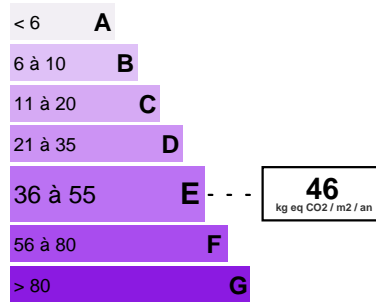 < 6 A
6 à 10 B
11 à 20 C
21 à 35 D
36 à 55 E - - - 46
kg eq CO2 / m2 / an
56 à 80 F
> 80 G